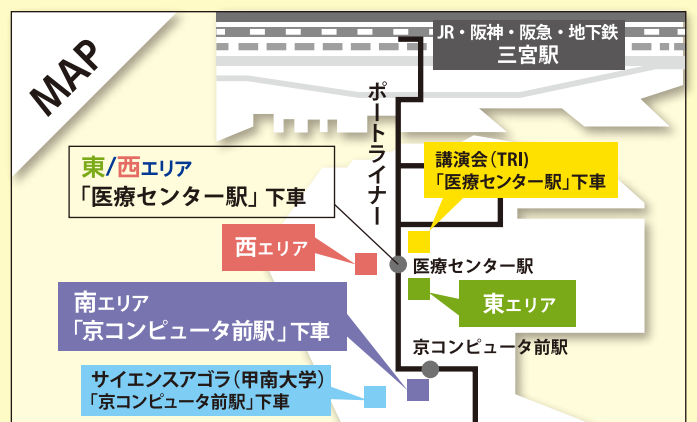 MAP
JR・阪神・阪急・地下鉄
三宮駅
ポートライナー
東/西エリア
「医療センター駅」下車
講演会(TRI)
「医療センター駅」下車
西エリア
医療センター駅
東エリア
南エリア
「京コンピュータ前駅」下車
京コンピュータ前駅
サイエンスアゴラ(甲南大学)
「京コンピュータ前駅」下車